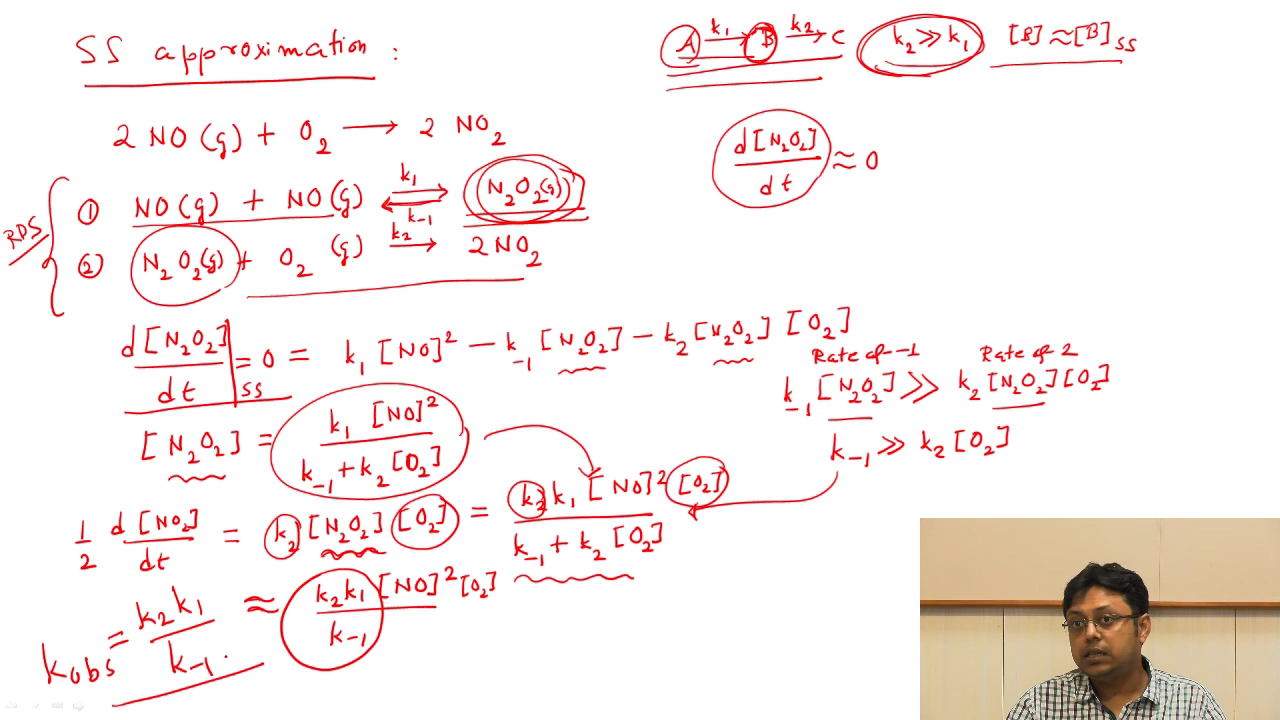 SS approximation :
A —k₁→ B —k₂→ C   k₂ ≫ k₁   [B] ≈ [B]ss
d[N₂O₂]/dt ≈ 0
2 NO(g) + O₂ → 2 NO₂
RDS
① NO(g) + NO(g) ⇌ (k₁, k₋₁) N₂O₂(g)
② N₂O₂(g) + O₂(g) —k₂→ 2NO₂
d[N₂O₂]/dt |ss = 0 = k₁[NO]² − k₋₁[N₂O₂] − k₂[N₂O₂][O₂]
Rate of -1   Rate of 2
k₋₁[N₂O₂] ≫ k₂[N₂O₂][O₂]
k₋₁ ≫ k₂[O₂]
[N₂O₂] = k₁[NO]² / k₋₁ + k₂[O₂]
1/2 d[NO₂]/dt = k₂[N₂O₂][O₂] = k₂k₁[NO]²[O₂] / k₋₁ + k₂[O₂]
≈ k₂k₁/k₋₁ [NO]²[O₂]
kobs = k₂k₁/k₋₁.